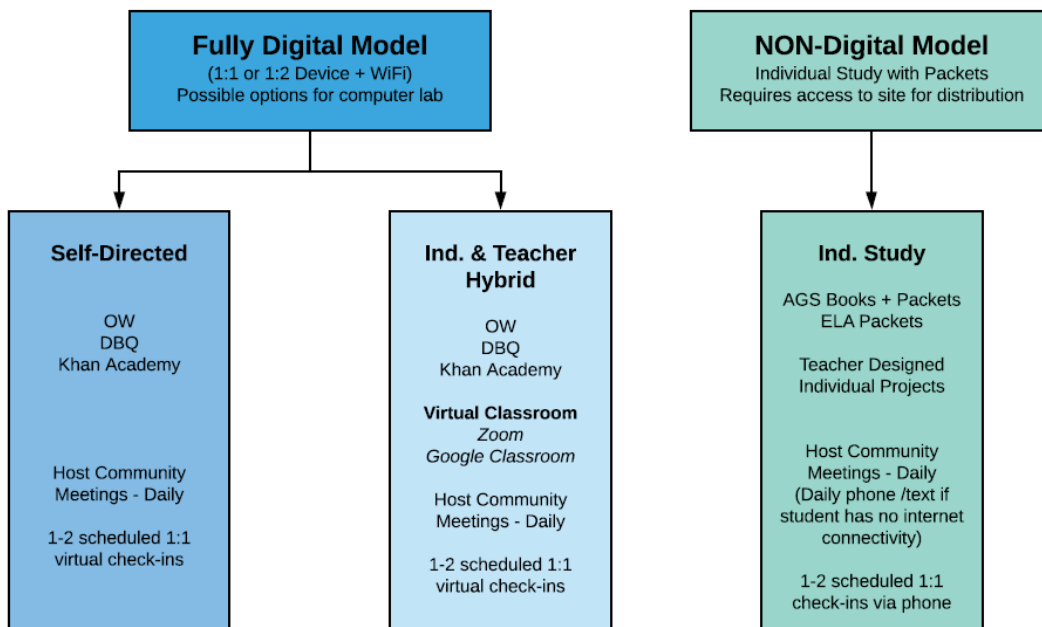 Fully Digital Model
(1:1 or 1:2 Device + WiFi)
Possible options for computer lab
NON-Digital Model
Individual Study with Packets
Requires access to site for distribution
Self-Directed
OW
DBQ
Khan Academy
Host Community
Meetings - Daily
1-2 scheduled 1:1
virtual check-ins
Ind. & Teacher
Hybrid
OW
DBQ
Khan Academy
Virtual Classroom
Zoom
Google Classroom
Host Community
Meetings - Daily
1-2 scheduled 1:1
virtual check-ins
Ind. Study
AGS Books + Packets
ELA Packets
Teacher Designed
Individual Projects
Host Community
Meetings - Daily
(Daily phone /text if
student has no internet
connectivity)
1-2 scheduled 1:1
check-ins via phone